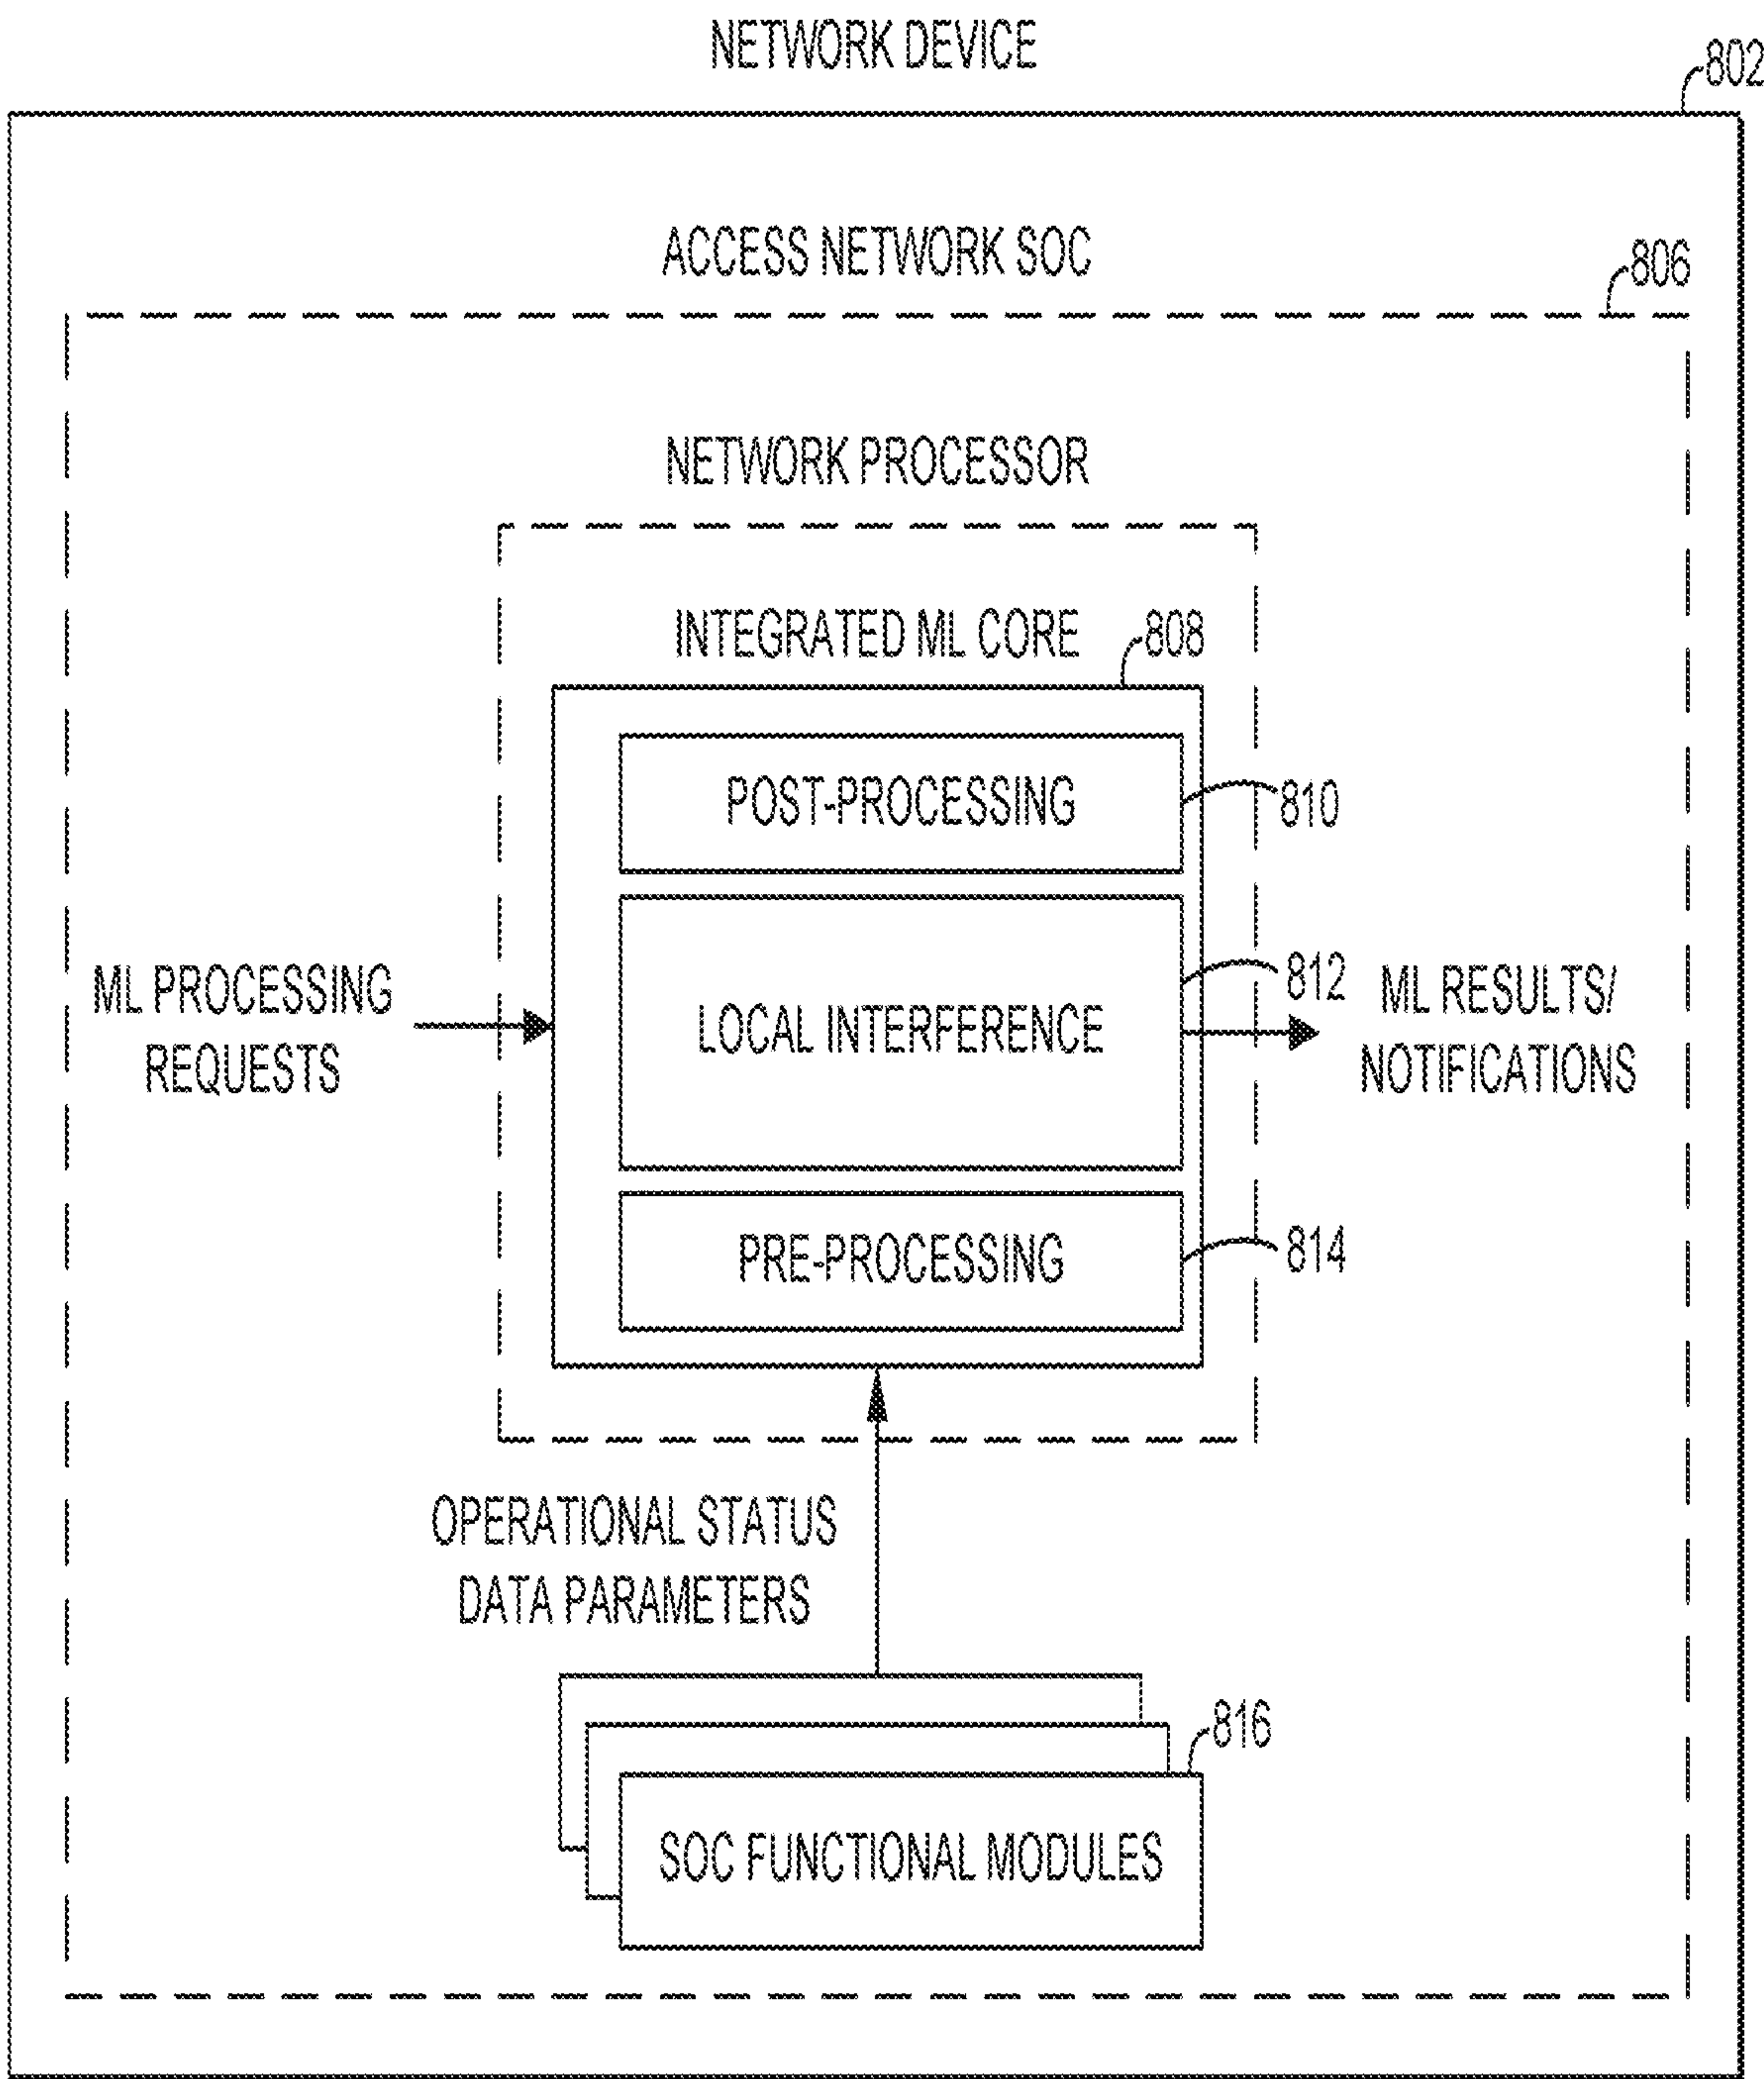 NETWORK DEVICE
802
ACCESS NETWORK SOC
806
NETWORK PROCESSOR
INTEGRATED ML CORE
808
POST-PROCESSING
810
ML PROCESSING
REQUESTS
LOCAL INTERFERENCE
812
ML RESULTS/
NOTIFICATIONS
PRE-PROCESSING
814
OPERATIONAL STATUS
DATA PARAMETERS
816
SOC FUNCTIONAL MODULES